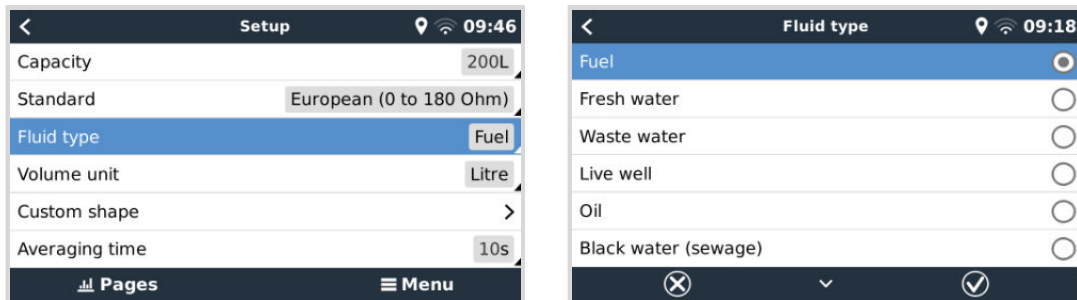 Setup 09:46
Capacity 200L
Standard European (0 to 180 Ohm)
Fluid type Fuel
Volume unit Litre
Custom shape
Averaging time 10s
Pages Menu
Fluid type 09:18
Fuel
Fresh water
Waste water
Live well
Oil
Black water (sewage)